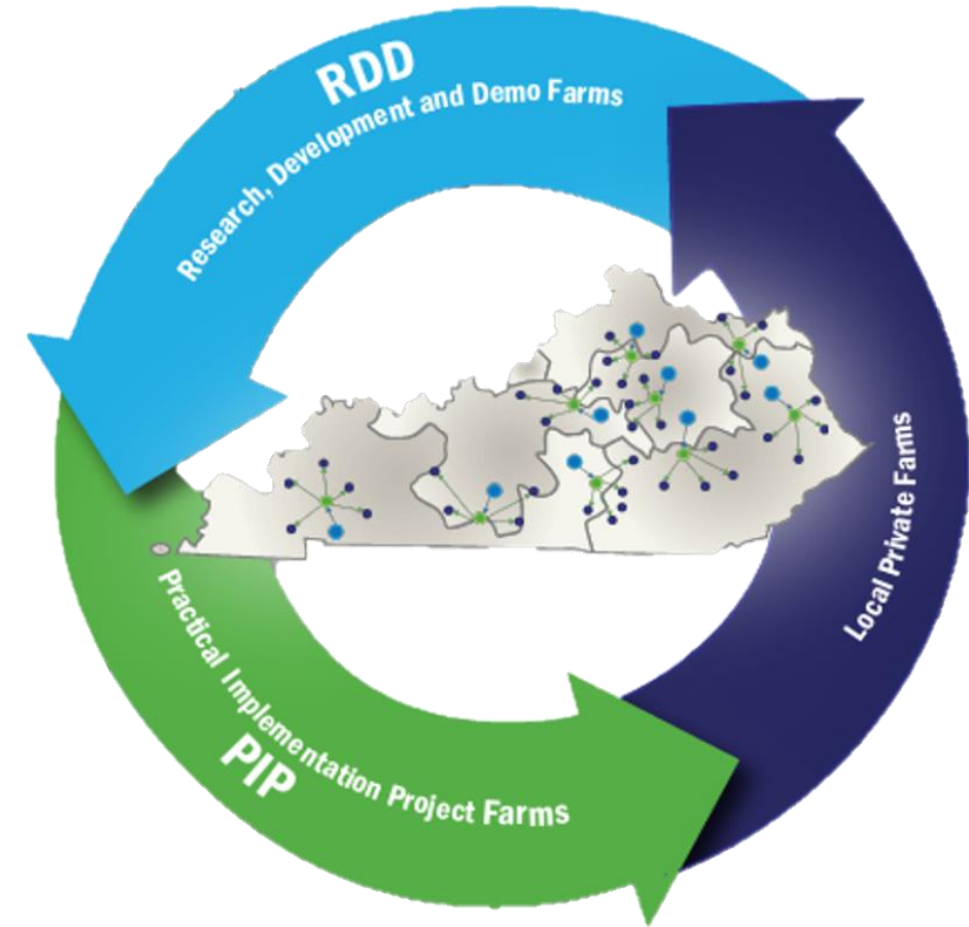 RDD
Research, Development and Demo Farms
Local Private Farms
Practical Implementation Project Farms
PIP